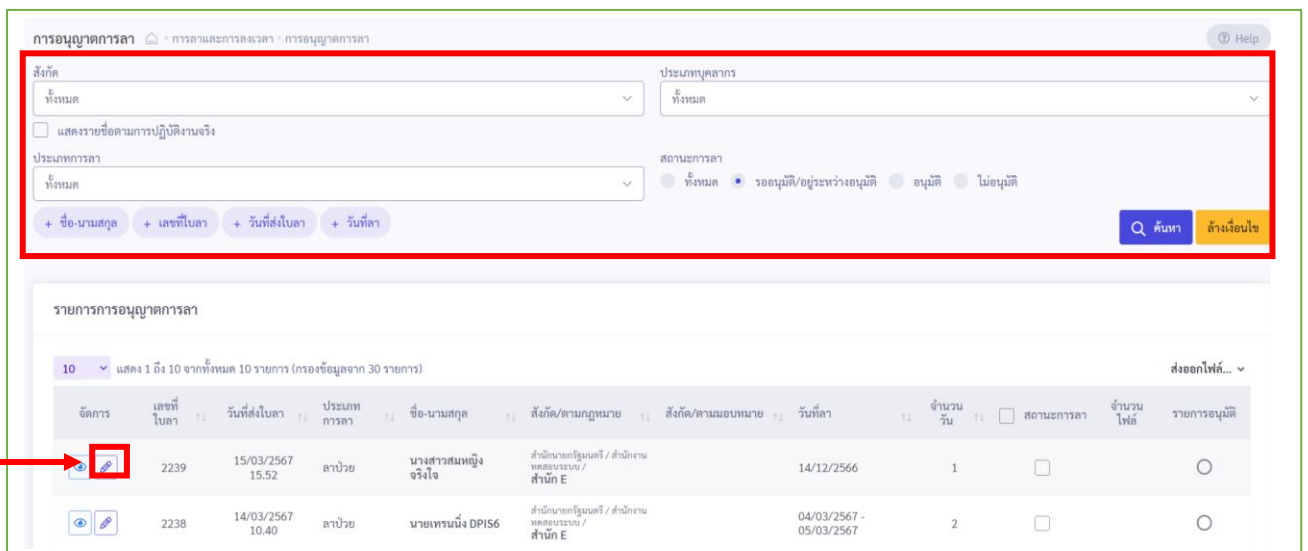 การอนุญาตการลา การลาและการลงเวลา การอนุญาตการลา Help
สังกัด ประเภทบุคลากร
ทั้งหมด ทั้งหมด
แสดงรายชื่อตามการปฏิบัติงานจริง
ประเภทการลา สถานะการลา
ทั้งหมด ทั้งหมด รออนุมัติ/อยู่ระหว่างอนุมัติ อนุมัติ ไม่อนุมัติ
+ ชื่อ-นามสกุล + เลขที่ใบลา + วันที่ส่งใบลา + วันที่ลา ค้นหา ล้างเงื่อนไข
รายการการอนุญาตการลา
10 แสดง 1 ถึง 10 จากทั้งหมด 10 รายการ (กรองข้อมูลจาก 30 รายการ) ส่งออกไฟล์...
จัดการ เลขที่ใบลา วันที่ส่งใบลา ประเภทการลา ชื่อ-นามสกุล สังกัด/ตามกฎหมาย สังกัด/ตามมอบหมาย วันที่ลา จำนวนวัน สถานะการลา จำนวนไฟล์ รายการอนุมัติ
2239 15/03/2567 15.52 ลาป่วย นางสาวสมหญิง จริงใจ สำนักนายกรัฐมนตรี / สำนักงานทดสอบระบบ / สำนัก E 14/12/2566 1
2238 14/03/2567 10.40 ลาป่วย นายเทรนนิ่ง DPIS6 สำนักนายกรัฐมนตรี / สำนักงานทดสอบระบบ / สำนัก E 04/03/2567 - 05/03/2567 2